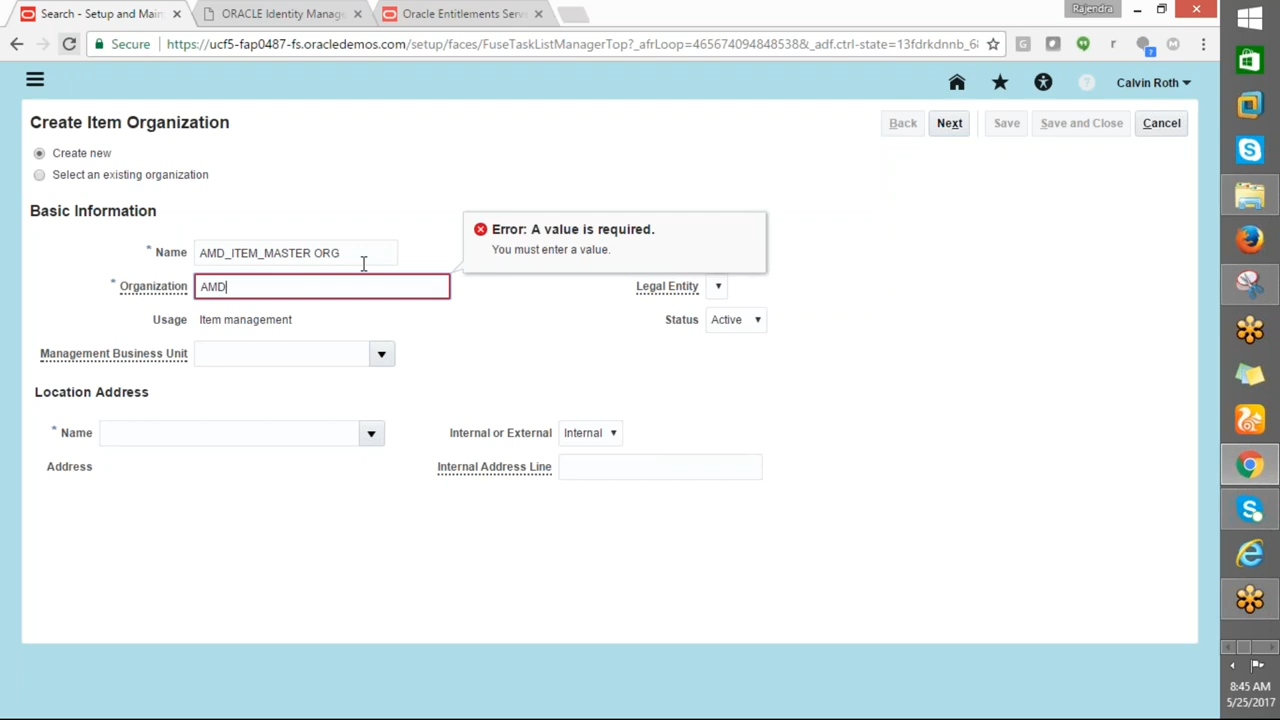 Search - Setup and Main
ORACLE Identity Manage
Oracle Entitlements Serv
Rajendra
Secure https://ucf5-fap0487-fs.oracledemos.com/setup/faces/FuseTaskListManagerTop?_afrLoop=465674094848538&_adf.ctrl-state=13fdrkdnnb_6
Calvin Roth
Create Item Organization
Back Next Save Save and Close Cancel
Create new
Select an existing organization
Basic Information
Error: A value is required.
You must enter a value.
* Name AMD_ITEM_MASTER ORG
* Organization AMD
Legal Entity
Usage Item management
Status Active
Management Business Unit
Location Address
* Name
Internal or External Internal
Address
Internal Address Line
8:45 AM
5/25/2017